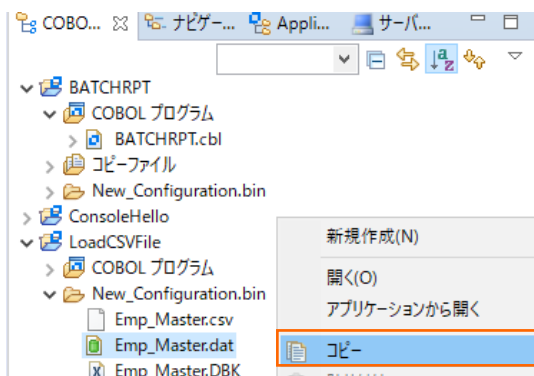 COBO... ナビゲー... Appli... サーバ...
BATCHRPT
COBOL プログラム
BATCHRPT.cbl
コピーファイル
New_Configuration.bin
ConsoleHello
LoadCSVFile
COBOL プログラム
New_Configuration.bin
Emp_Master.csv
Emp_Master.dat
Emp_Master.DBK
新規作成(N)
開く(O)
アプリケーションから開く
コピー